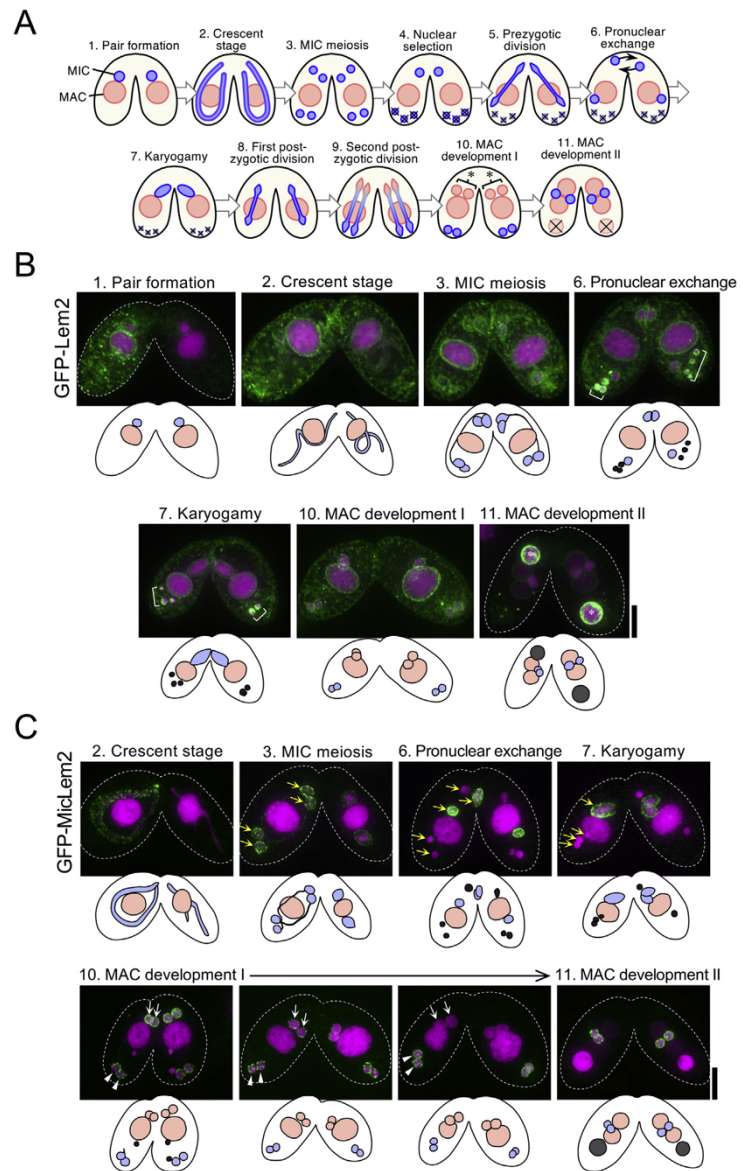 A
1. Pair formation
2. Crescent
stage
3. MIC meiosis
4. Nuclear
selection
5. Prezygotic
division
6. Pronuclear
exchange
MIC
MAC
7. Karyogamy
8. First post-
zygotic division
9. Second post-
zygotic division
10. MAC
development I
11. MAC
development II
* *
B
GFP-Lem2
1. Pair formation
2. Crescent stage
3. MIC meiosis
6. Pronuclear exchange
7. Karyogamy
10. MAC development I
11. MAC development II
* *
C
GFP-MicLem2
2. Crescent stage
3. MIC meiosis
6. Pronuclear exchange
7. Karyogamy
10. MAC development I
11. MAC development II